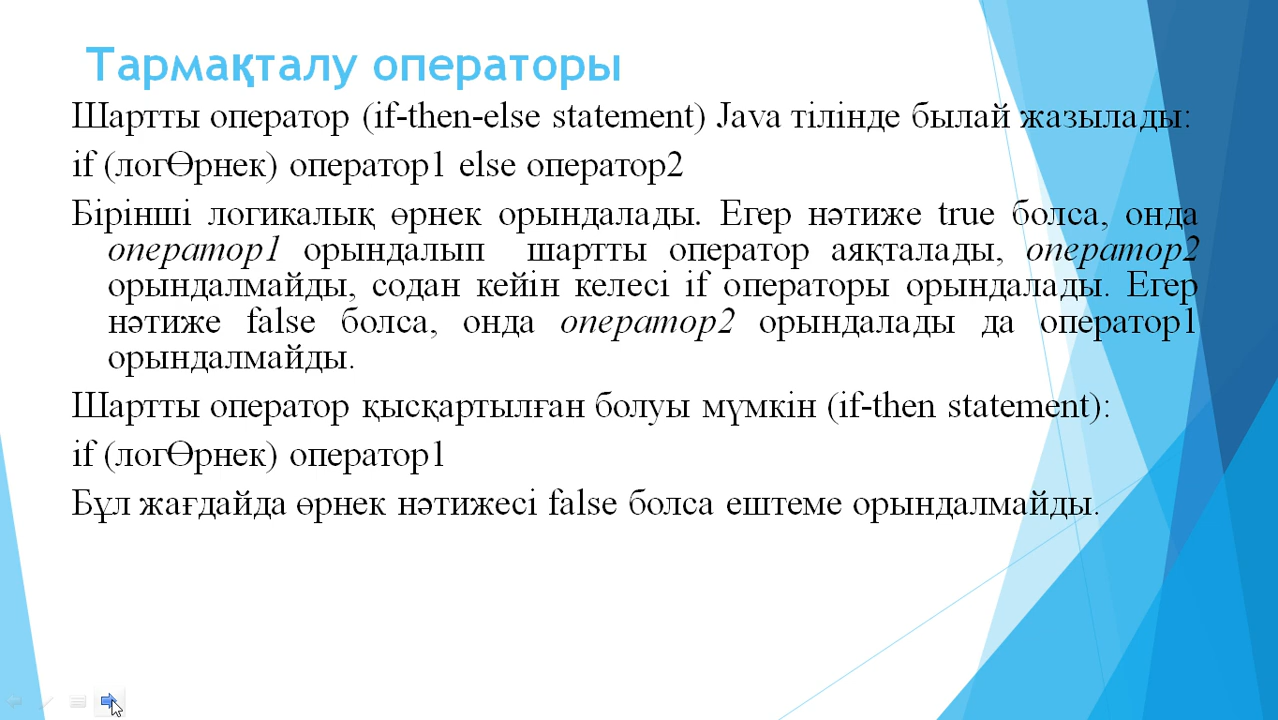 Тармақталу операторы
Шартты оператор (if-then-else statement) Java тілінде былай жазылады:
if (логӨрнек) оператор1 else оператор2
Бірінші логикалық өрнек орындалады. Егер нәтиже true болса, онда
оператор1 орындалып шартты оператор аяқталады, оператор2
орындалмайды, содан кейін келесі if операторы орындалады. Егер
нәтиже false болса, онда оператор2 орындалады да оператор1
орындалмайды.
Шартты оператор қысқартылған болуы мүмкін (if-then statement):
if (логӨрнек) оператор1
Бұл жағдайда өрнек нәтижесі false болса ештеме орындалмайды.